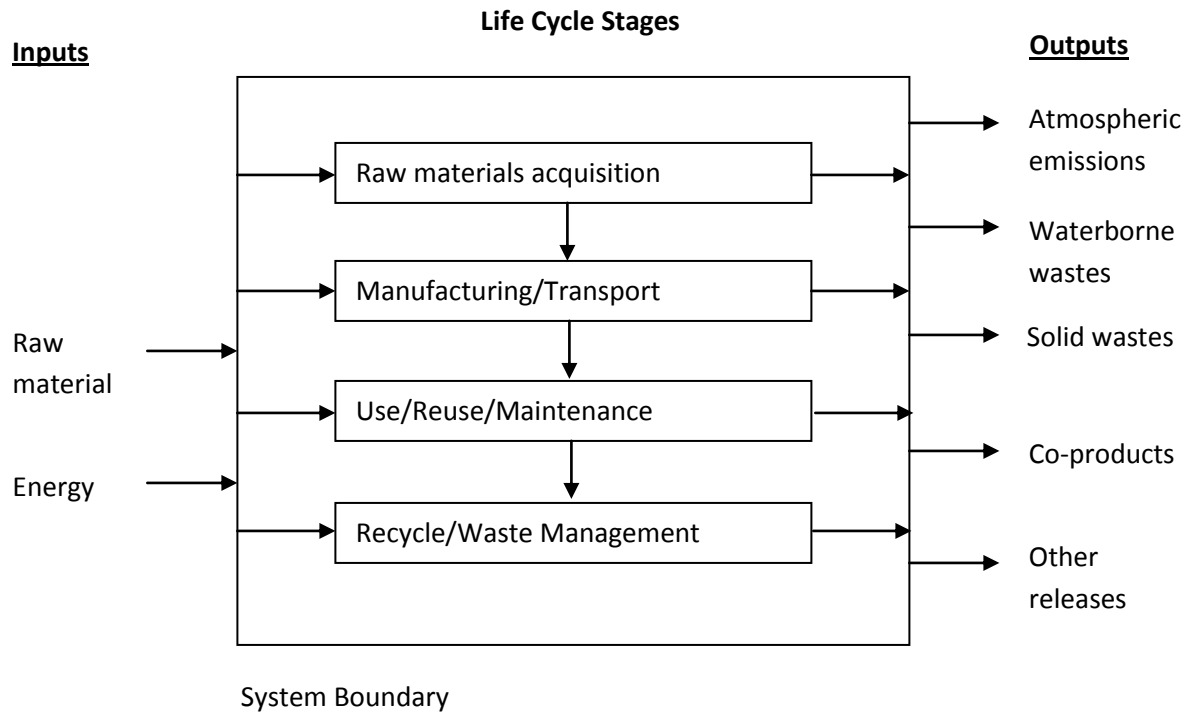 Life Cycle Stages
Inputs
Outputs
Raw materials acquisition
Manufacturing/Transport
Use/Reuse/Maintenance
Recycle/Waste Management
Raw
material
Energy
Atmospheric
emissions
Waterborne
wastes
Solid wastes
Co-products
Other
releases
System Boundary